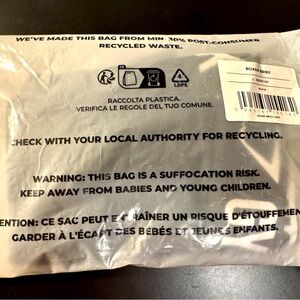 WE'VE MADE THIS BAG FROM MIN. 30% POST-CONSUMER
RECYCLED WASTE.
BOXER BRIEF
4
LDPE
RACCOLTA PLASTICA.
VERIFICA LE REGOLE DEL TUO COMUNE.
CHECK WITH YOUR LOCAL AUTHORITY FOR RECYCLING.
WARNING: THIS BAG IS A SUFFOCATION RISK.
KEEP AWAY FROM BABIES AND YOUNG CHILDREN.
ENTION: CE SAC PEUT ENTRAÎNER UN RISQUE D'ÉTOUFFEMEN
GARDER À L'ÉCART DES BÉBÉS ET JEUNES ENFANTS.